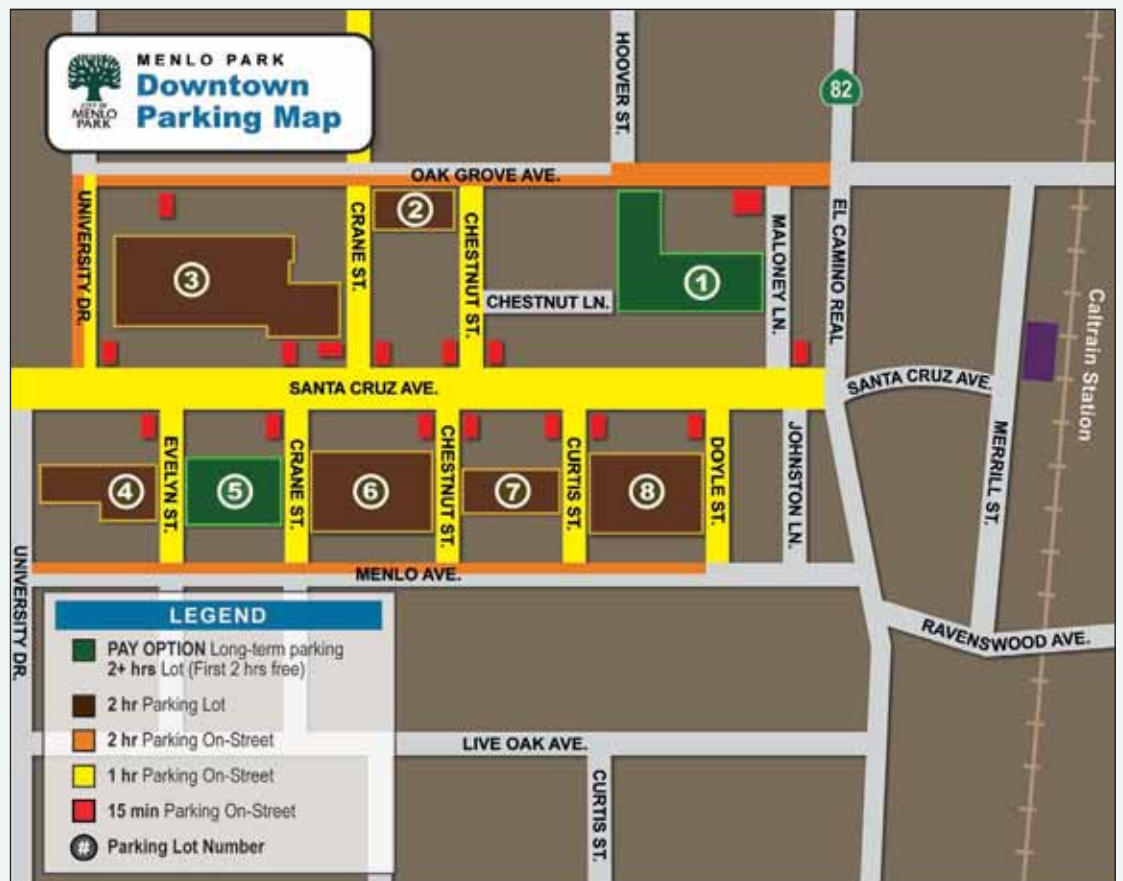 MENLO PARK
Downtown
Parking Map
CITY OF
MENLO
PARK
HOOVER ST.
82
OAK GROVE AVE.
UNIVERSITY DR.
CRANE ST.
2
CHESTNUT ST.
MALONEY LN.
EL CAMINO REAL
3
1
CHESTNUT LN.
Caltrain Station
SANTA CRUZ AVE.
SANTA CRUZ AVE.
EVELYN ST.
CRANE ST.
CHESTNUT ST.
CURTIS ST.
DOYLE ST.
JOHNSTON LN.
MERRILL ST.
4
5
6
7
8
UNIVERSITY DR.
MENLO AVE.
RAVENSWOOD AVE.
LEGEND
PAY OPTION Long-term parking
2+ hrs Lot (First 2 hrs free)
2 hr Parking Lot
2 hr Parking On-Street
1 hr Parking On-Street
15 min Parking On-Street
# Parking Lot Number
LIVE OAK AVE.
CURTIS ST.